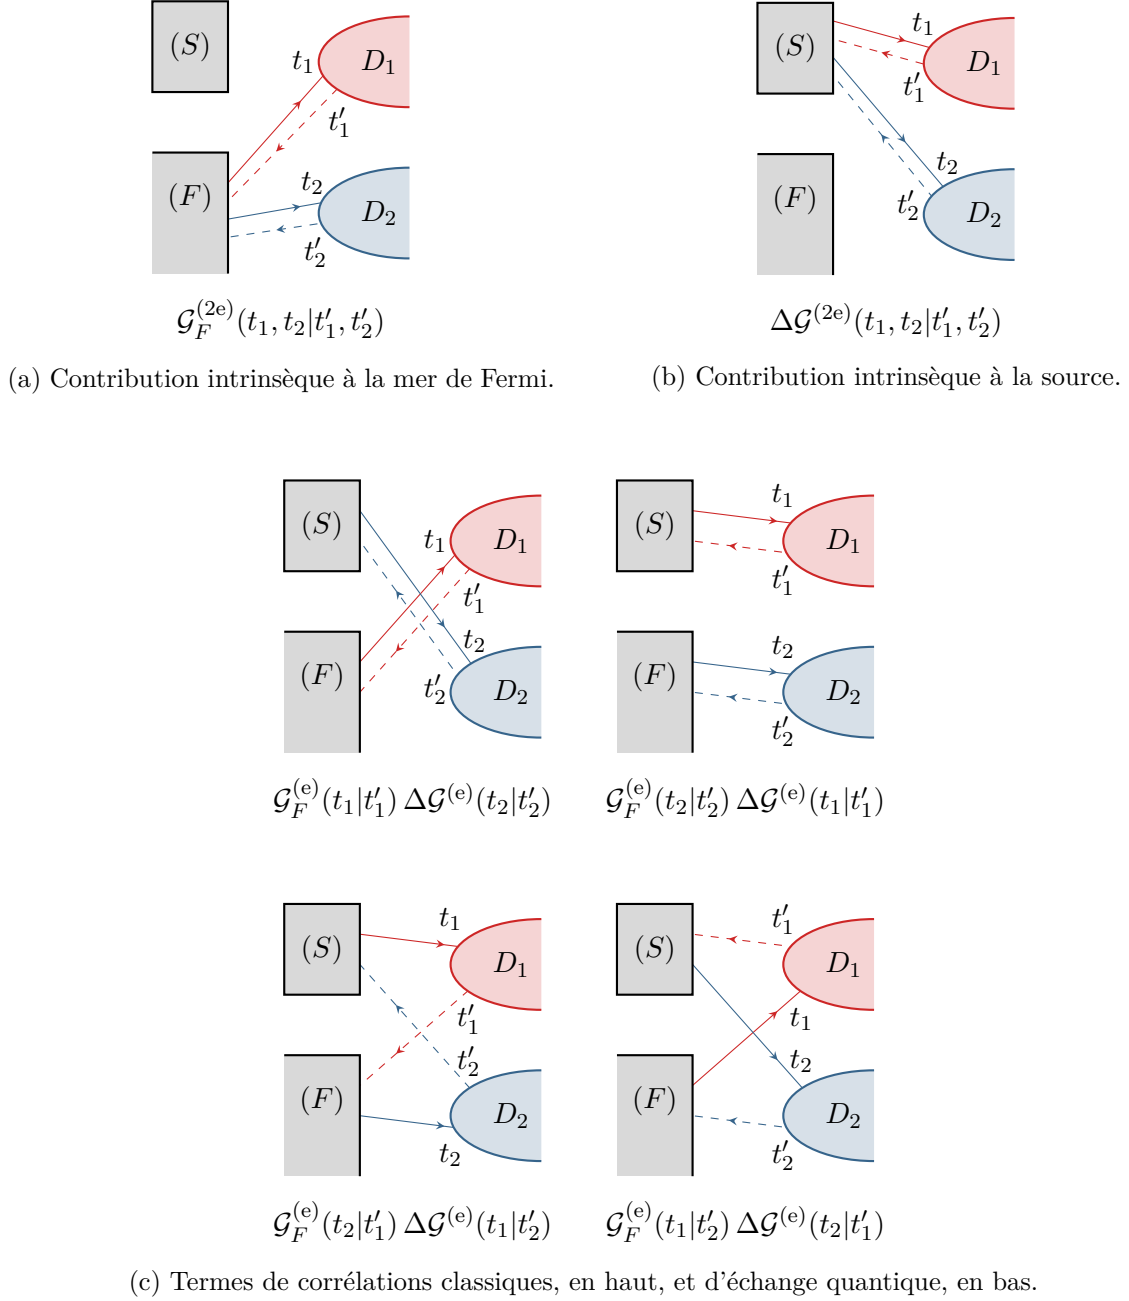 (S) t₁ D₁ (S) t₁ D₁
t′₁ t′₁
(F) t₂ D₂ (F) t₂ D₂
t′₂ t′₂
𝒢_F^(2e)(t₁, t₂|t′₁, t′₂) Δ𝒢^(2e)(t₁, t₂|t′₁, t′₂)
(a) Contribution intrinsèque à la mer de Fermi. (b) Contribution intrinsèque à la source.
(S) t₁ D₁ (S) t₁ D₁
t′₁ t′₁
(F) t₂ D₂ (F) t₂ D₂
t′₂ t′₂
𝒢_F^(e)(t₁|t′₁) Δ𝒢^(e)(t₂|t′₂) 𝒢_F^(e)(t₂|t′₂) Δ𝒢^(e)(t₁|t′₁)
(S) t₁ D₁ (S) t′₁ D₁
t′₁ t₁
t′₂ t₂
(F) D₂ (F) D₂
t₂ t′₂
𝒢_F^(e)(t₂|t′₁) Δ𝒢^(e)(t₁|t′₂) 𝒢_F^(e)(t₁|t′₂) Δ𝒢^(e)(t₂|t′₁)
(c) Termes de corrélations classiques, en haut, et d'échange quantique, en bas.